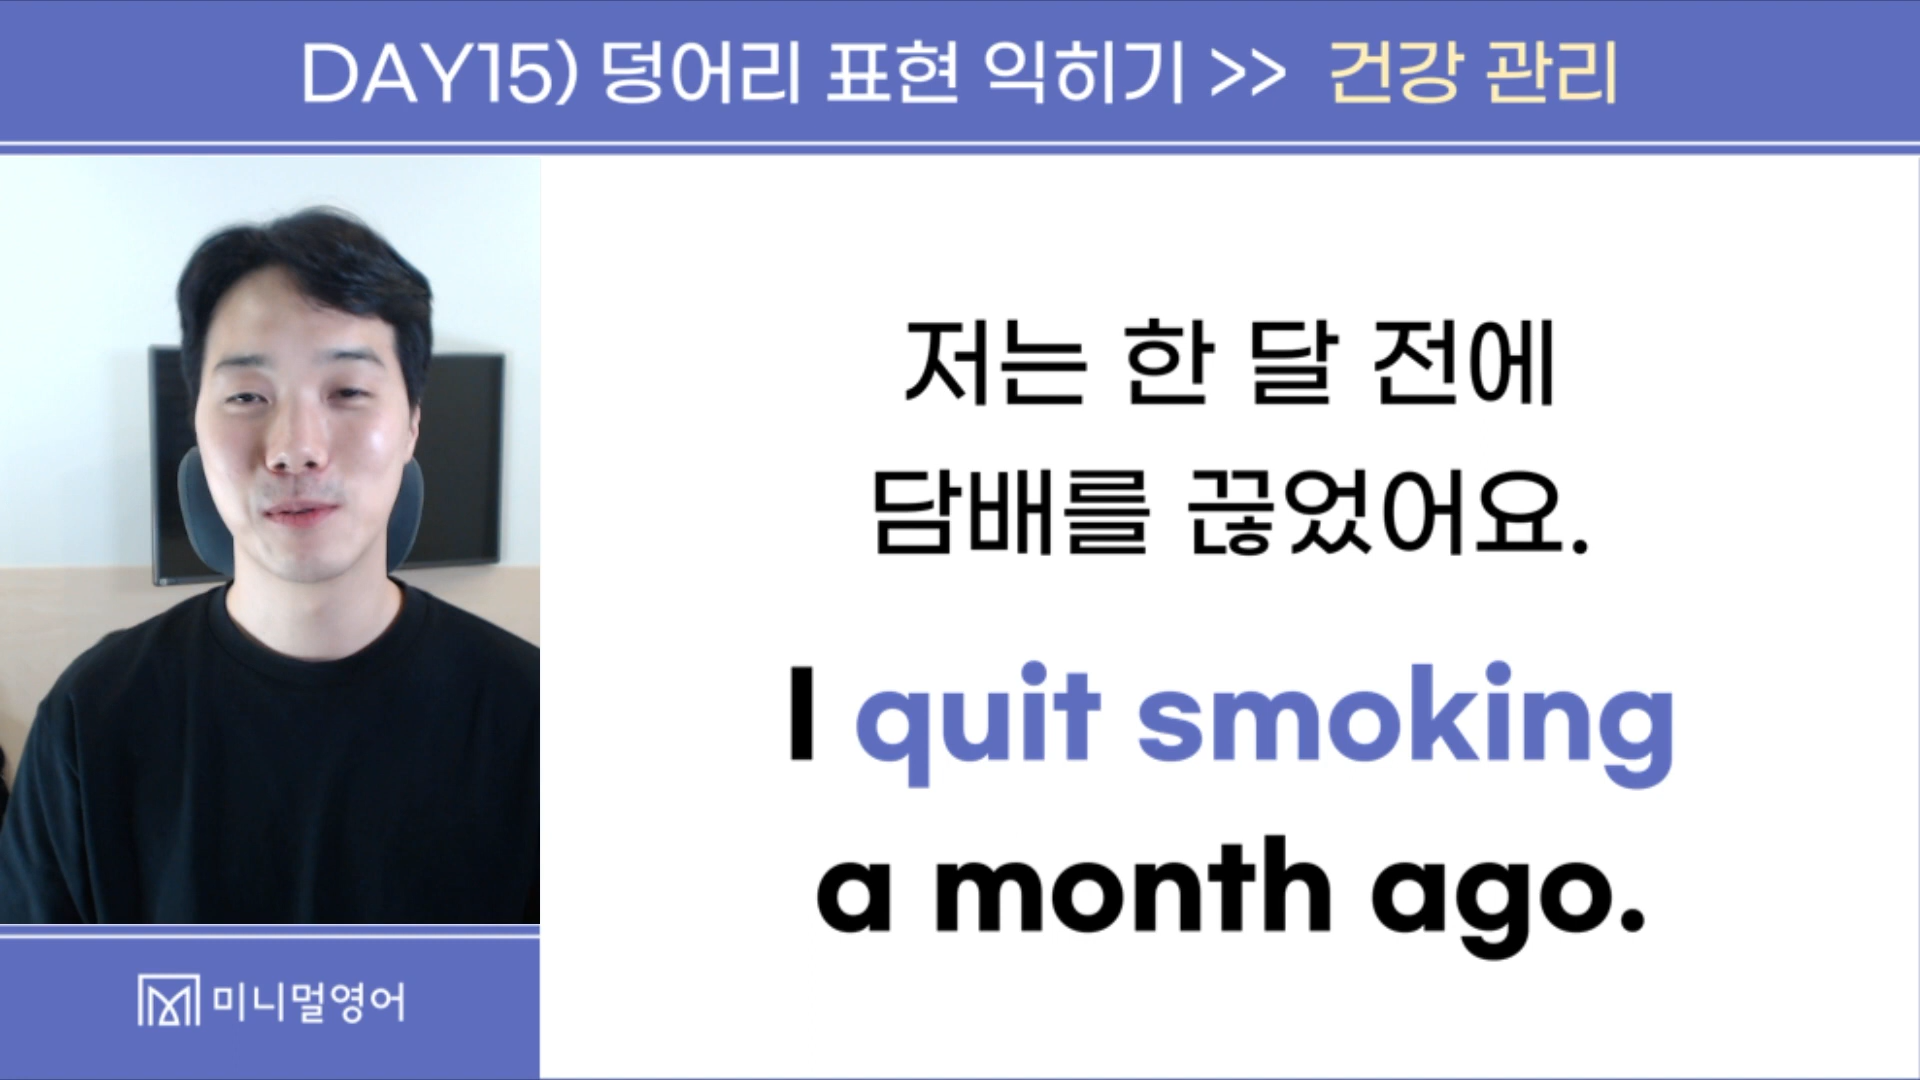 DAY15) 덩어리 표현 익히기 >> 건강 관리
저는 한 달 전에
담배를 끊었어요.
I quit smoking
a month ago.
미니멀영어